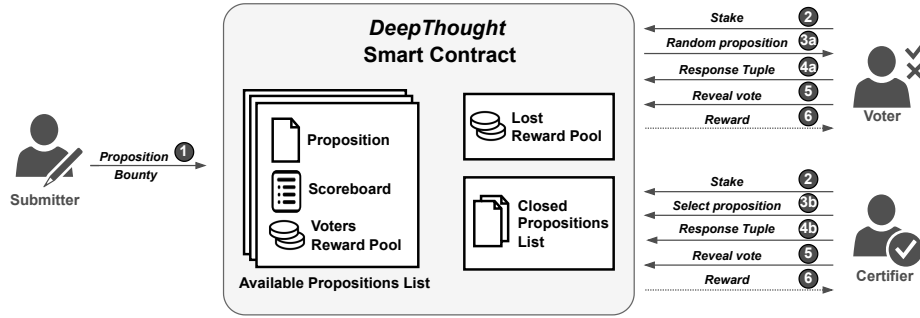 DeepThought
Smart Contract
Proposition 1
Bounty
Submitter
Proposition
Scoreboard
Voters
Reward Pool
Available Propositions List
Lost
Reward Pool
Closed
Propositions
List
Stake 2
Random proposition 3a
Response Tuple 4a
Reveal vote 5
Reward 6
Voter
Stake 2
Select proposition 3b
Response Tuple 4b
Reveal vote 5
Reward 6
Certifier